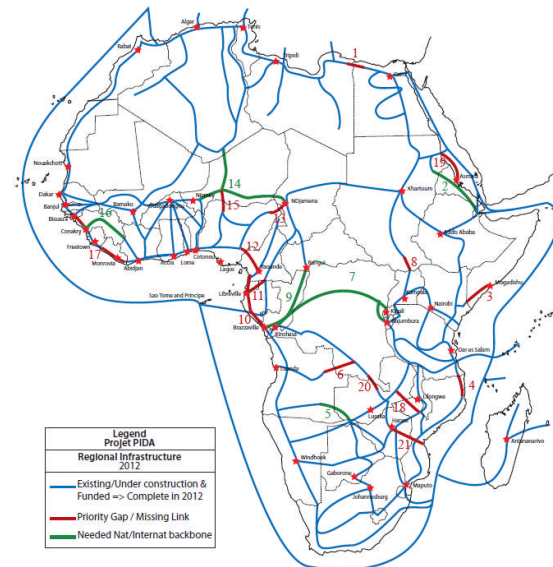 Alger
Tunis
Rabat
Tripoli
1
Cairo
Nouakchott
19
Asmara
2
Dakar
Banjul
Bissau
16
Bamako
Niamey
14
15
13
NDjamena
Khartoum
Conakry
Freetown
17
Monrovia
Abidjan
Accra
Lome
Cotonou
Lagos
12
Yaounde
Bangui
Addis Ababa
8
Mogadishu
3
Sao Tome and Principe
Libreville
11
9
7
Kampala
Nairobi
Kigali
Bujumbura
10
Brazzaville
Kinshasa
Dar es Salam
Luanda
6
20
4
5
18
Lilongwe
Lusaka
Harare
21
Antananarivo
Windhoek
Gaborone
Johannesburg
Maputo
Legend
Projet PIDA
Regional Infrastructure
2012
Existing/Under construction &
Funded => Complete in 2012
Priority Gap / Missing Link
Needed Nat/Internat backbone